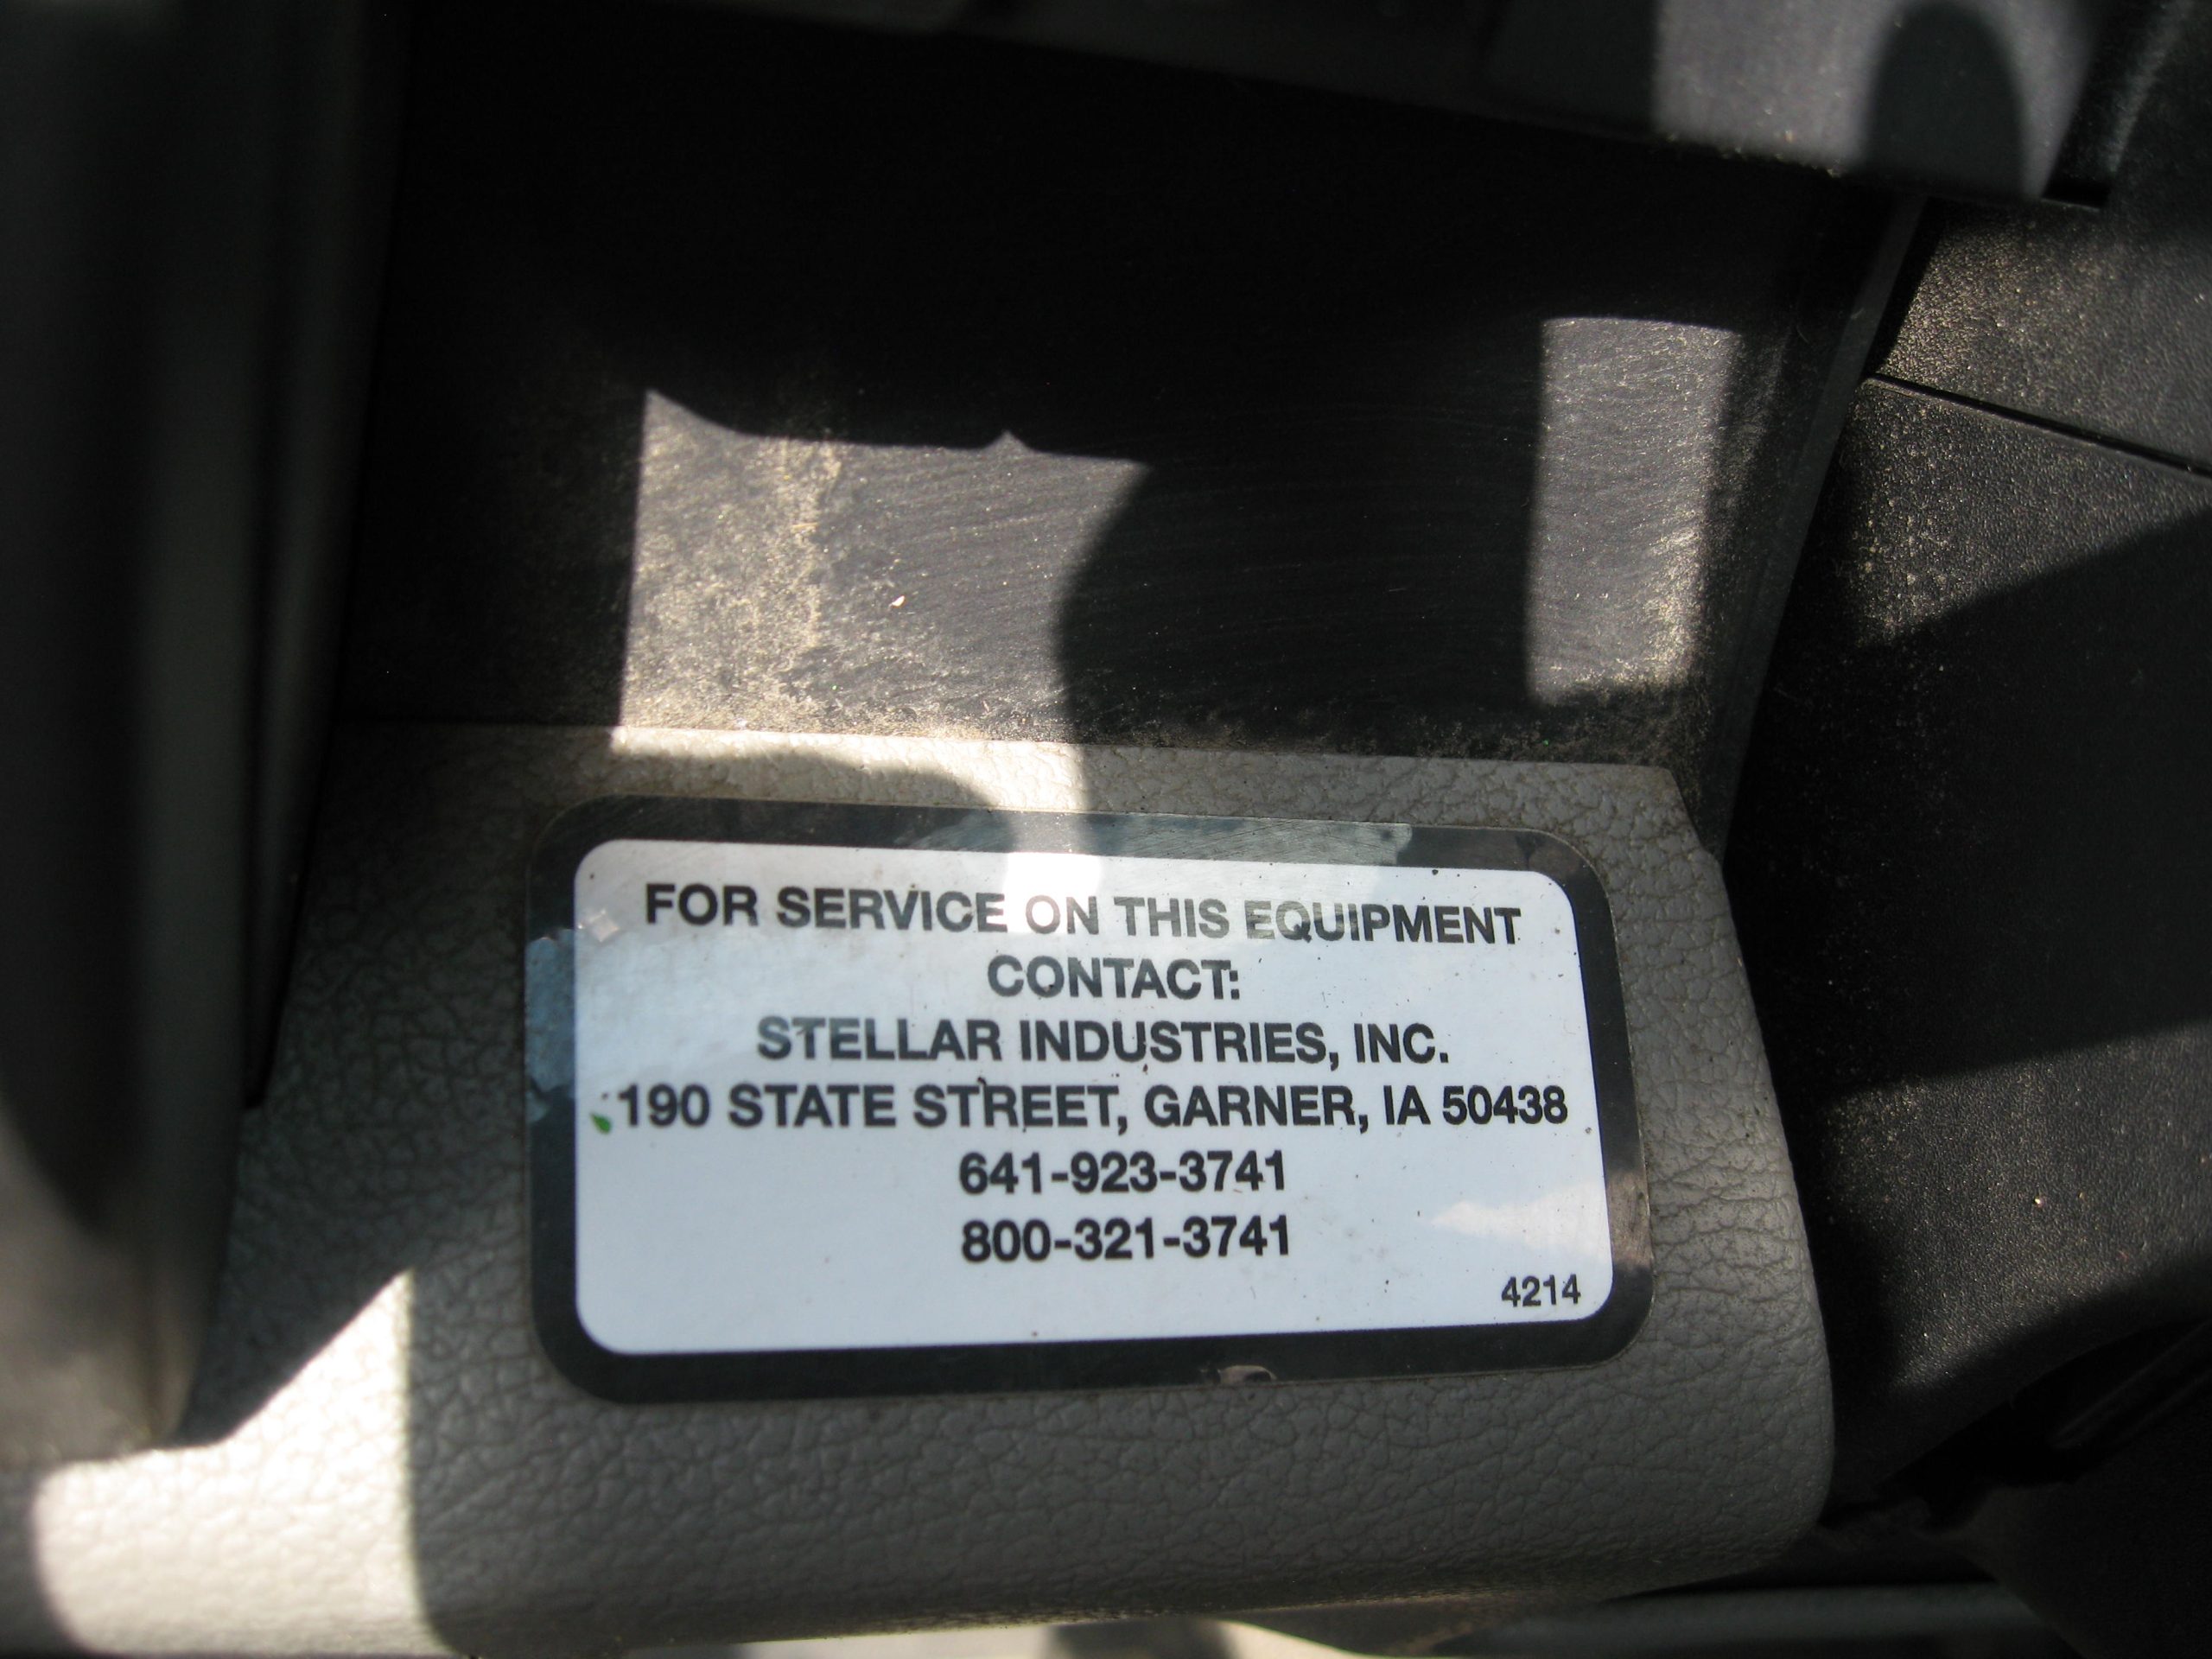 FOR SERVICE ON THIS EQUIPMENT
CONTACT:
STELLAR INDUSTRIES, INC.
190 STATE STREET, GARNER, IA 50438
641-923-3741
800-321-3741
4214